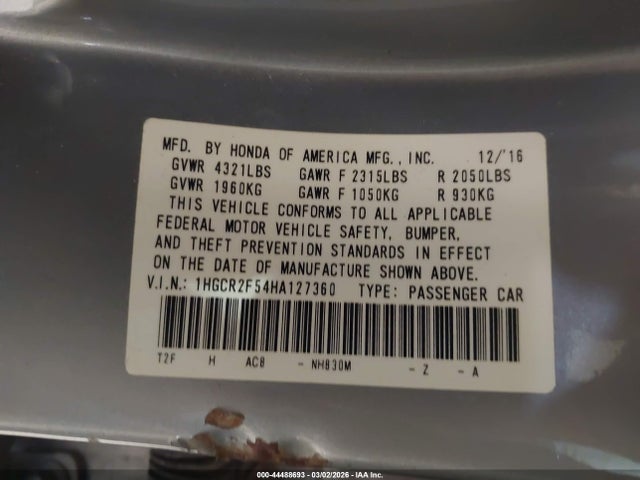 MFD. BY HONDA OF AMERICA MFG., INC. 12/'16
GVWR 4321LBS GAWR F 2315LBS R 2050LBS
GVWR 1960KG GAWR F 1050KG R 930KG
THIS VEHICLE CONFORMS TO ALL APPLICABLE
FEDERAL MOTOR VEHICLE SAFETY, BUMPER,
AND THEFT PREVENTION STANDARDS IN EFFECT
ON THE DATE OF MANUFACTURE SHOWN ABOVE.
V.I.N.: 1HGCR2F54HA127360 TYPE: PASSENGER CAR
T2F H AC8 - NH830M - Z - A
000-44488693 - 03/02/2026 - IAA Inc.